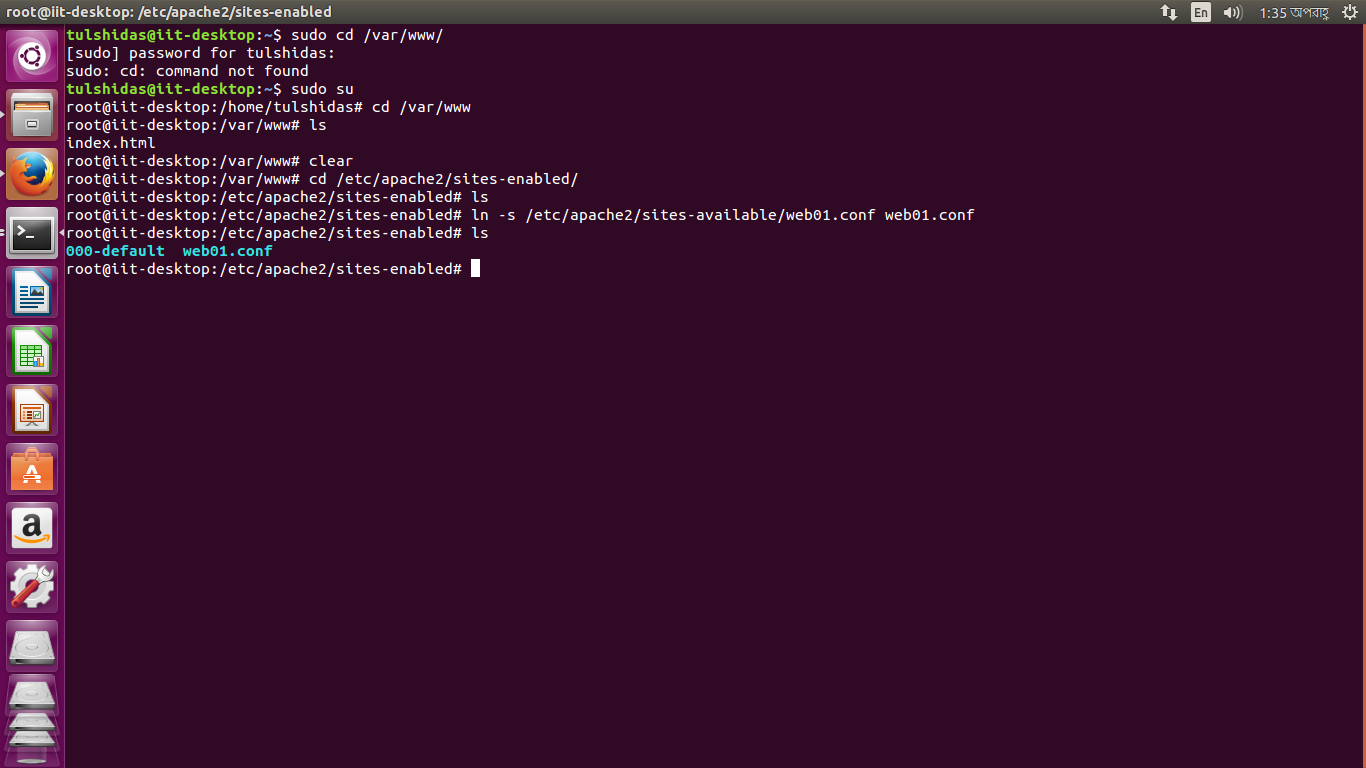 root@iit-desktop: /etc/apache2/sites-enabled
En
1:35 অপরাহ্ণ
tulshidas@iit-desktop:~$ sudo cd /var/www/
[sudo] password for tulshidas:
sudo: cd: command not found
tulshidas@iit-desktop:~$ sudo su
root@iit-desktop:/home/tulshidas# cd /var/www
root@iit-desktop:/var/www# ls
index.html
root@iit-desktop:/var/www# clear
root@iit-desktop:/var/www# cd /etc/apache2/sites-enabled/
root@iit-desktop:/etc/apache2/sites-enabled# ls
root@iit-desktop:/etc/apache2/sites-enabled# ln -s /etc/apache2/sites-available/web01.conf web01.conf
root@iit-desktop:/etc/apache2/sites-enabled# ls
000-default  web01.conf
root@iit-desktop:/etc/apache2/sites-enabled#